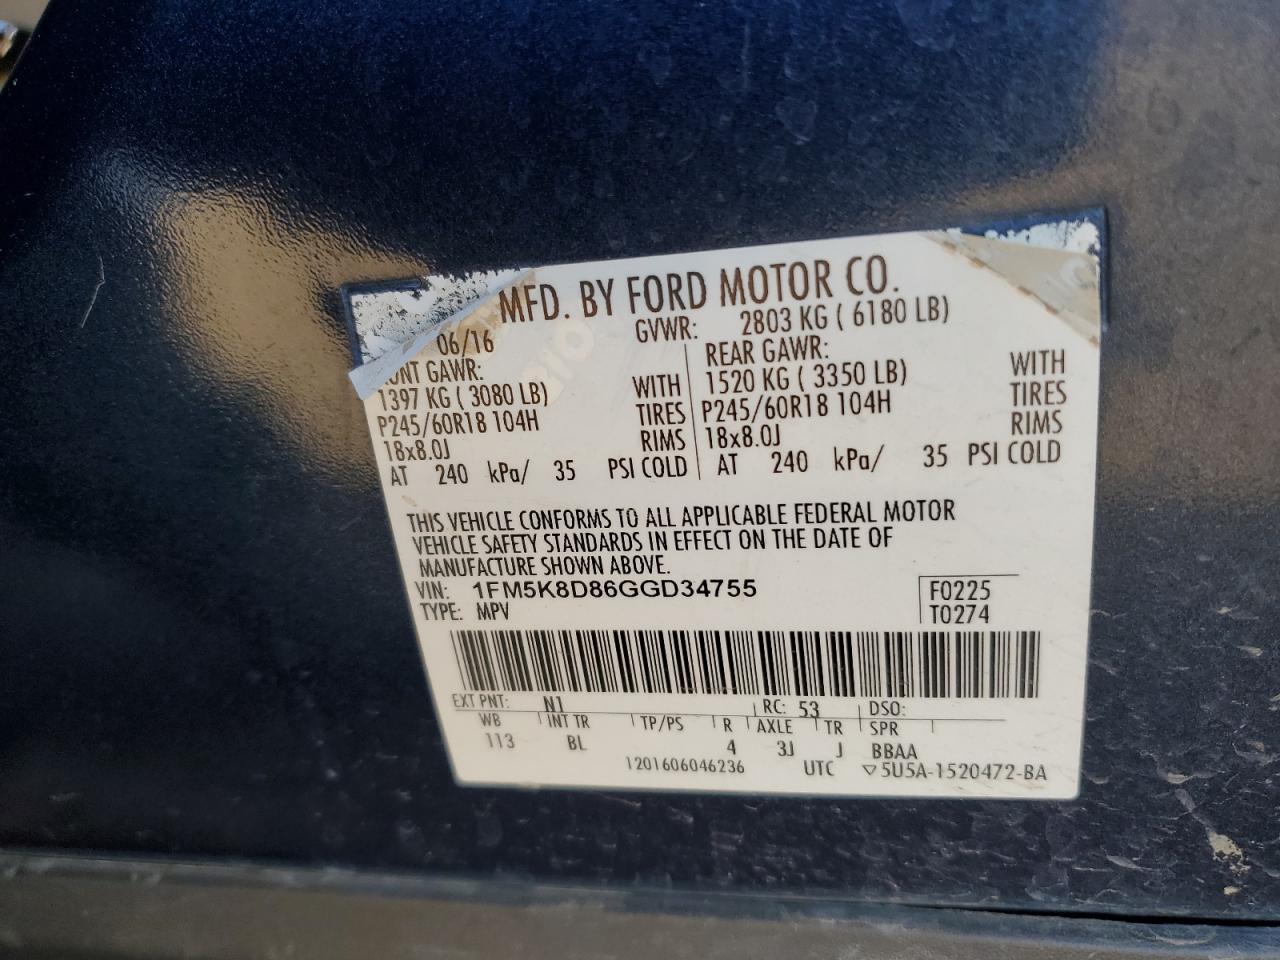 MFD. BY FORD MOTOR CO.
06/16 GVWR: 2803 KG ( 6180 LB)
GAWR: REAR GAWR:
1397 KG ( 3080 LB) WITH 1520 KG ( 3350 LB) WITH
P245/60R18 104H TIRES P245/60R18 104H TIRES
18x8.0J RIMS 18x8.0J RIMS
AT 240 kPa/ 35 PSI COLD AT 240 kPa/ 35 PSI COLD
THIS VEHICLE CONFORMS TO ALL APPLICABLE FEDERAL MOTOR
VEHICLE SAFETY STANDARDS IN EFFECT ON THE DATE OF
MANUFACTURE SHOWN ABOVE.
VIN: 1FM5K8D86GGD34755 F0225
TYPE: MPV T0274
EXT PNT: N1 RC: 53 DSO:
WB INT TR TP/PS R AXLE TR SPR
113 BL 4 3J J BBAA
1201606046236 UTC ▽5U5A-1520472-BA